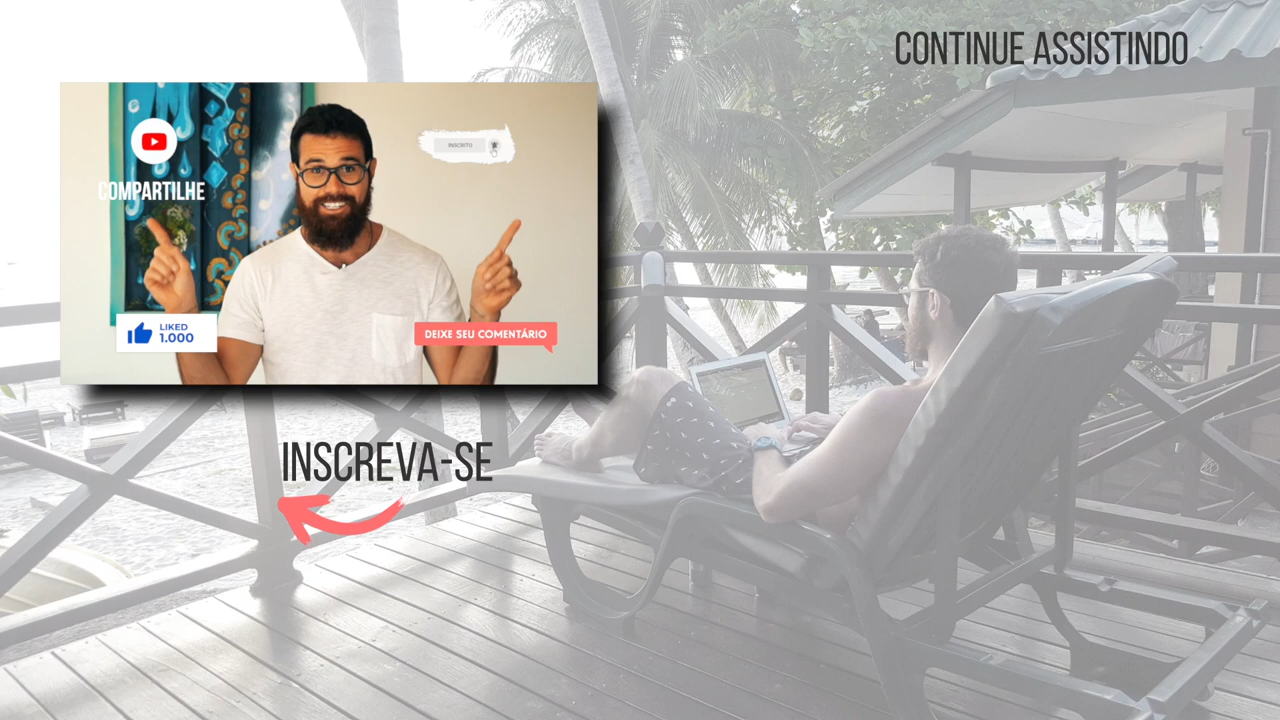 CONTINUE ASSISTINDO
INSCRITO
COMPARTILHE
LIKED
1.000
DEIXE SEU COMENTÁRIO
INSCREVA-SE